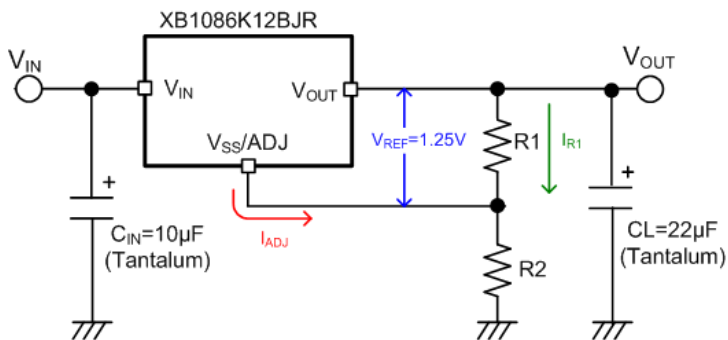 XB1086K12BJR
VIN
VIN
VOUT
VOUT
VSS/ADJ
VREF=1.25V
R1
IR1
+
CIN=10µF
(Tantalum)
IADJ
R2
+
CL=22µF
(Tantalum)